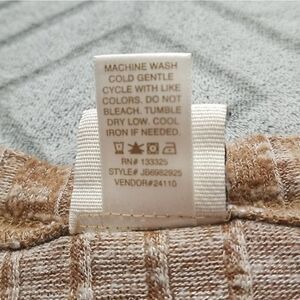 MACHINE WASH
COLD GENTLE
CYCLE WITH LIKE
COLORS. DO NOT
BLEACH. TUMBLE
DRY LOW. COOL
IRON IF NEEDED.
RN# 133325
STYLE# JB6982925
VENDOR#24110